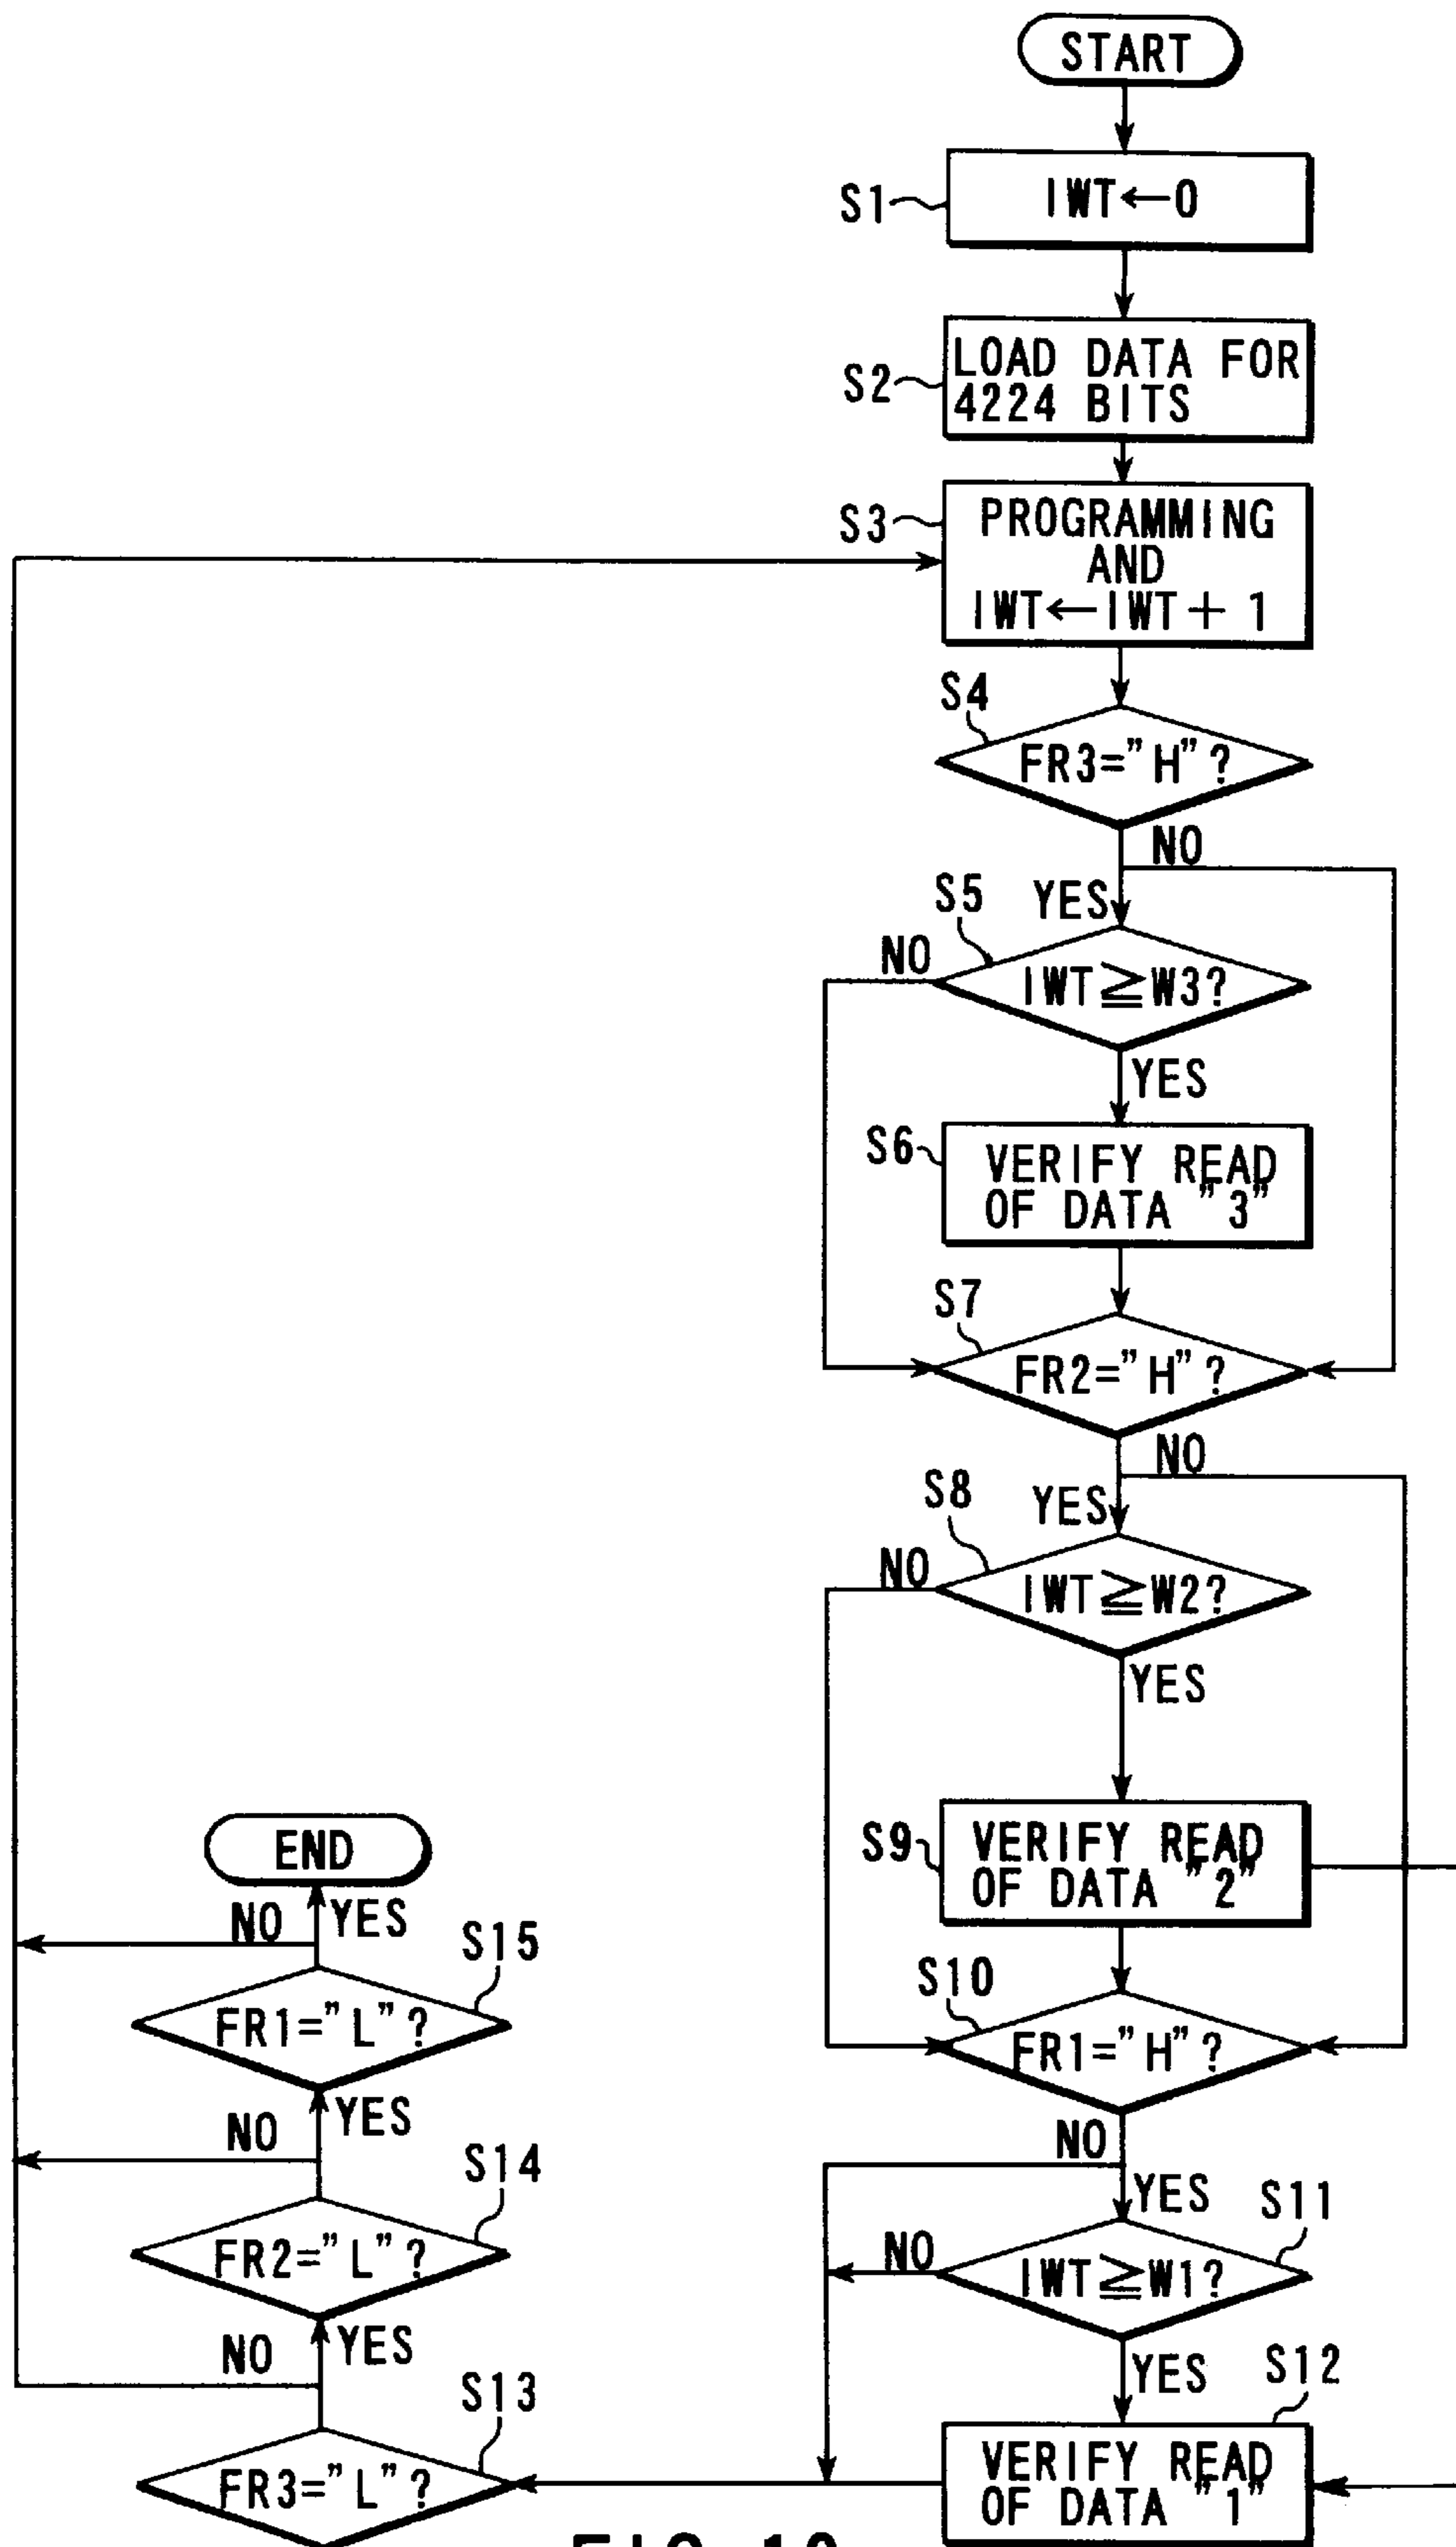 START
S1
IWT←0
S2
LOAD DATA FOR
4224 BITS
S3
PROGRAMMING
AND
IWT←IWT + 1
S4
FR3="H"?
NO
YES
S5
NO
IWT≧W3?
YES
S6
VERIFY READ
OF DATA "3"
S7
FR2="H"?
NO
YES
S8
NO
IWT≧W2?
YES
S9
VERIFY READ
OF DATA "2"
S10
FR1="H"?
NO
YES
S11
NO
IWT≧W1?
YES
S12
VERIFY READ
OF DATA "1"
S13
FR3="L"?
NO
YES
S14
FR2="L"?
NO
YES
S15
FR1="L"?
NO
YES
END